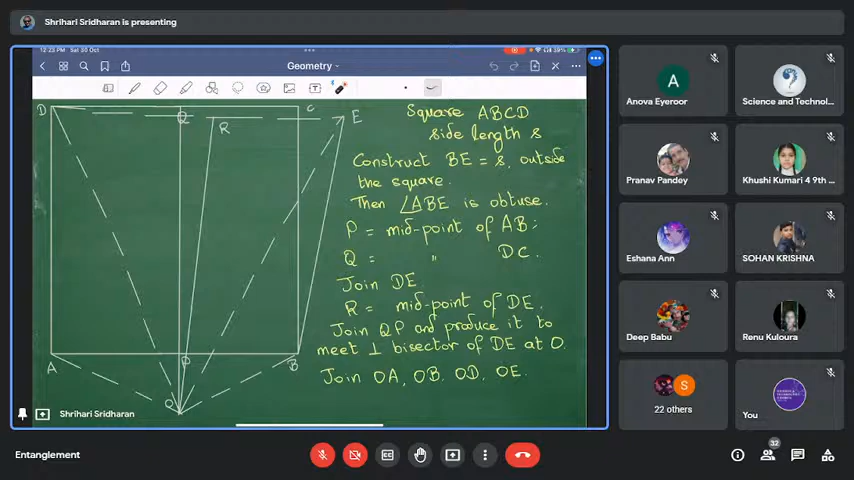 Shrihari Sridharan is presenting
12:23 PM Sat 30 Oct
39%
Geometry
D
Q
R
C
E
A
P
B
O
Square ABCD
side length s
Construct BE = s, outside
the square.
Then ∠ABE is obtuse.
P = mid-point of AB;
Q = " DC.
Join DE.
R = mid-point of DE.
Join QP and produce it to
meet ⊥ bisector of DE at O.
Join OA, OB, OD, OE.
Shrihari Sridharan
A
Anova Eyeroor
Science and Technol...
Pranav Pandey
Khushi Kumari 4 9th ...
Eshana Ann
SOHAN KRISHNA
Deep Babu
Renu Kuloura
S
22 others
You
Entanglement
32